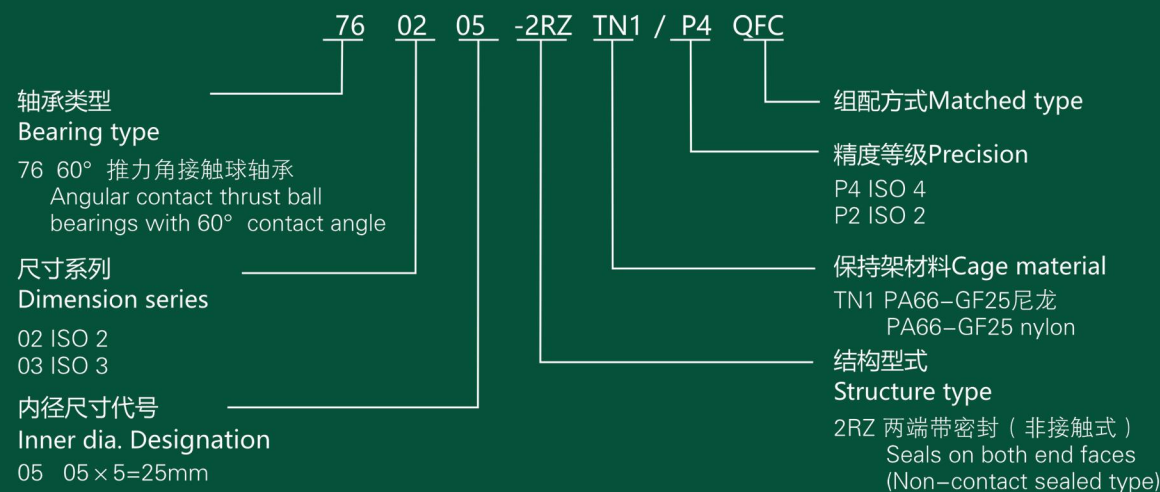 76 02 05 -2RZ TN1 / P4 QFC
轴承类型
Bearing type
76 60° 推力角接触球轴承
Angular contact thrust ball
bearings with 60° contact angle
尺寸系列
Dimension series
02 ISO 2
03 ISO 3
内径尺寸代号
Inner dia. Designation
05 05×5=25mm
组配方式Matched type
精度等级Precision
P4 ISO 4
P2 ISO 2
保持架材料Cage material
TN1 PA66-GF25尼龙
PA66-GF25 nylon
结构型式
Structure type
2RZ 两端带密封(非接触式)
Seals on both end faces
(Non-contact sealed type)